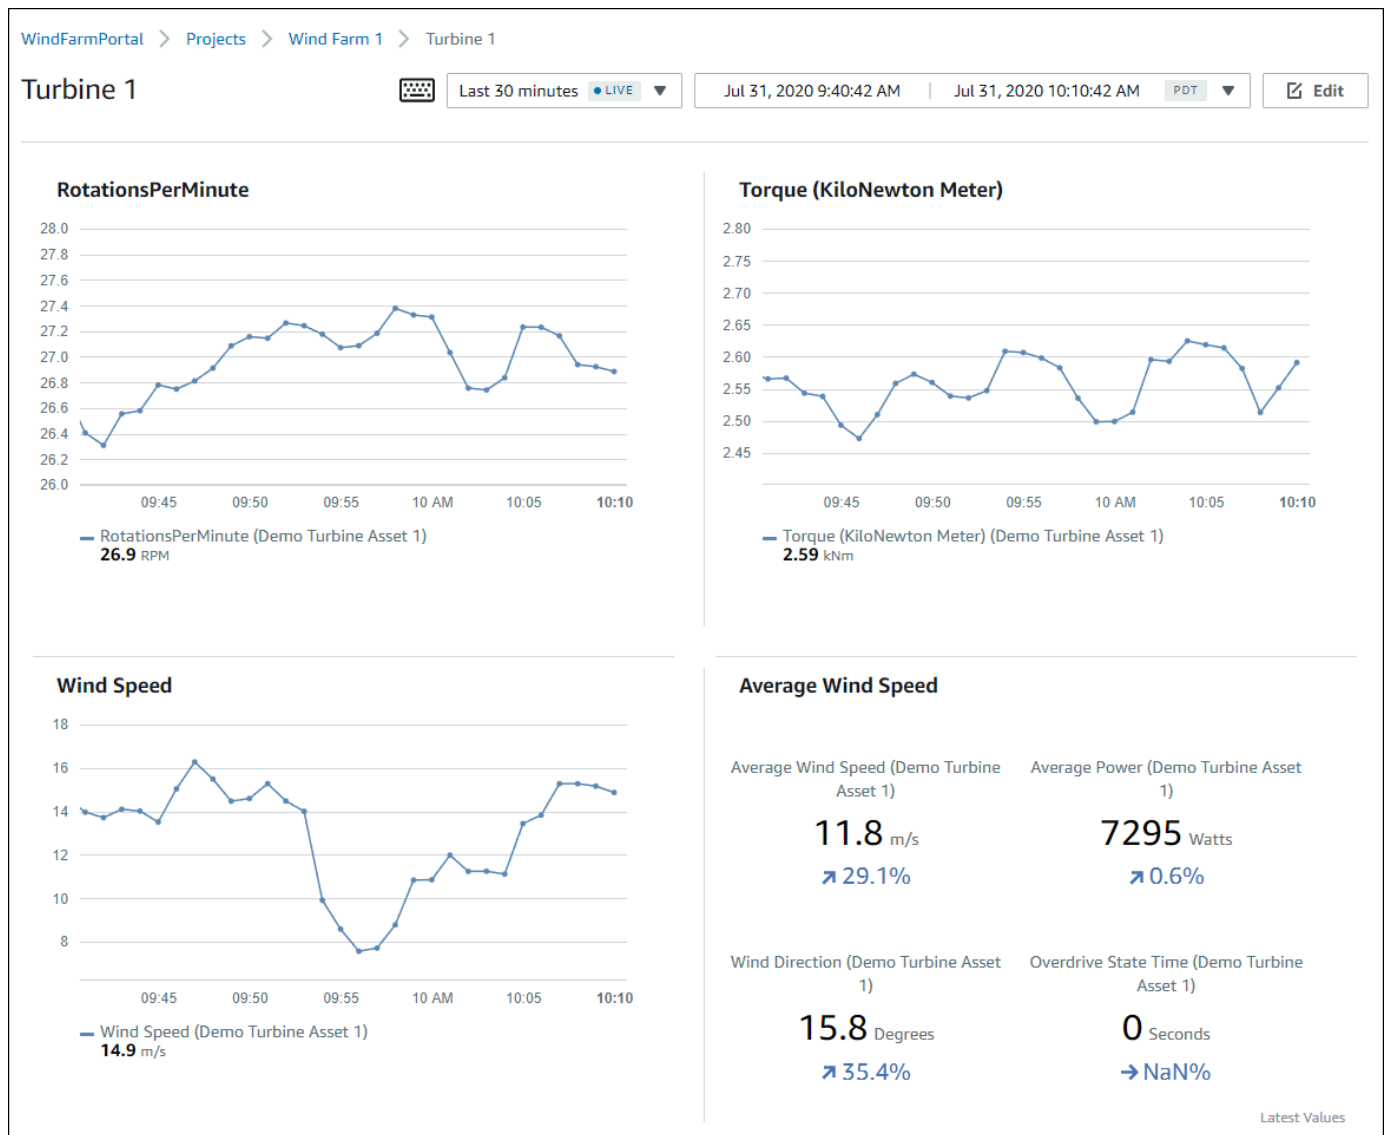 WindFarmPortal > Projects > Wind Farm 1 > Turbine 1
Turbine 1
Last 30 minutes LIVE
Jul 31, 2020 9:40:42 AM | Jul 31, 2020 10:10:42 AM PDT
Edit
RotationsPerMinute
28.0
27.8
27.6
27.4
27.2
27.0
26.8
26.6
26.4
26.2
26.0
09:45 09:50 09:55 10 AM 10:05 10:10
RotationsPerMinute (Demo Turbine Asset 1)
26.9 RPM
Torque (KiloNewton Meter)
2.80
2.75
2.70
2.65
2.60
2.55
2.50
2.45
09:45 09:50 09:55 10 AM 10:05 10:10
Torque (KiloNewton Meter) (Demo Turbine Asset 1)
2.59 kNm
Wind Speed
18
16
14
12
10
8
09:45 09:50 09:55 10 AM 10:05 10:10
Wind Speed (Demo Turbine Asset 1)
14.9 m/s
Average Wind Speed
Average Wind Speed (Demo Turbine
Asset 1)
11.8 m/s
29.1%
Average Power (Demo Turbine Asset
1)
7295 Watts
0.6%
Wind Direction (Demo Turbine Asset
1)
15.8 Degrees
35.4%
Overdrive State Time (Demo Turbine
Asset 1)
0 Seconds
NaN%
Latest Values